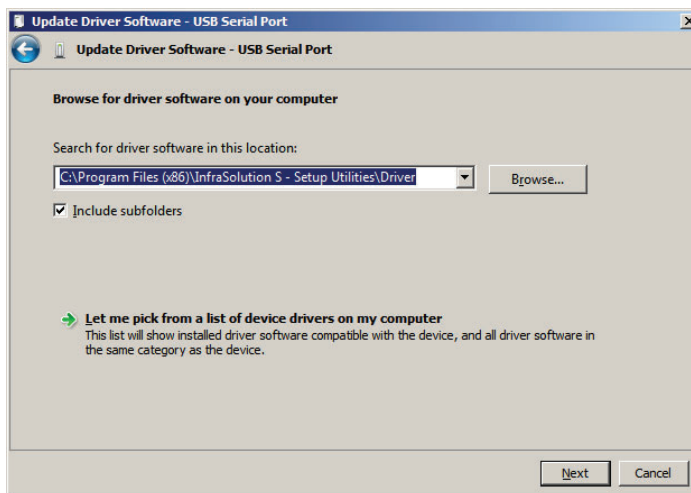 Update Driver Software - USB Serial Port
Update Driver Software - USB Serial Port
Browse for driver software on your computer
Search for driver software in this location:
C:\Program Files (x86)\InfraSolution S - Setup Utilities\Driver
Browse...
Include subfolders
Let me pick from a list of device drivers on my computer
This list will show installed driver software compatible with the device, and all driver software in
the same category as the device.
Next Cancel